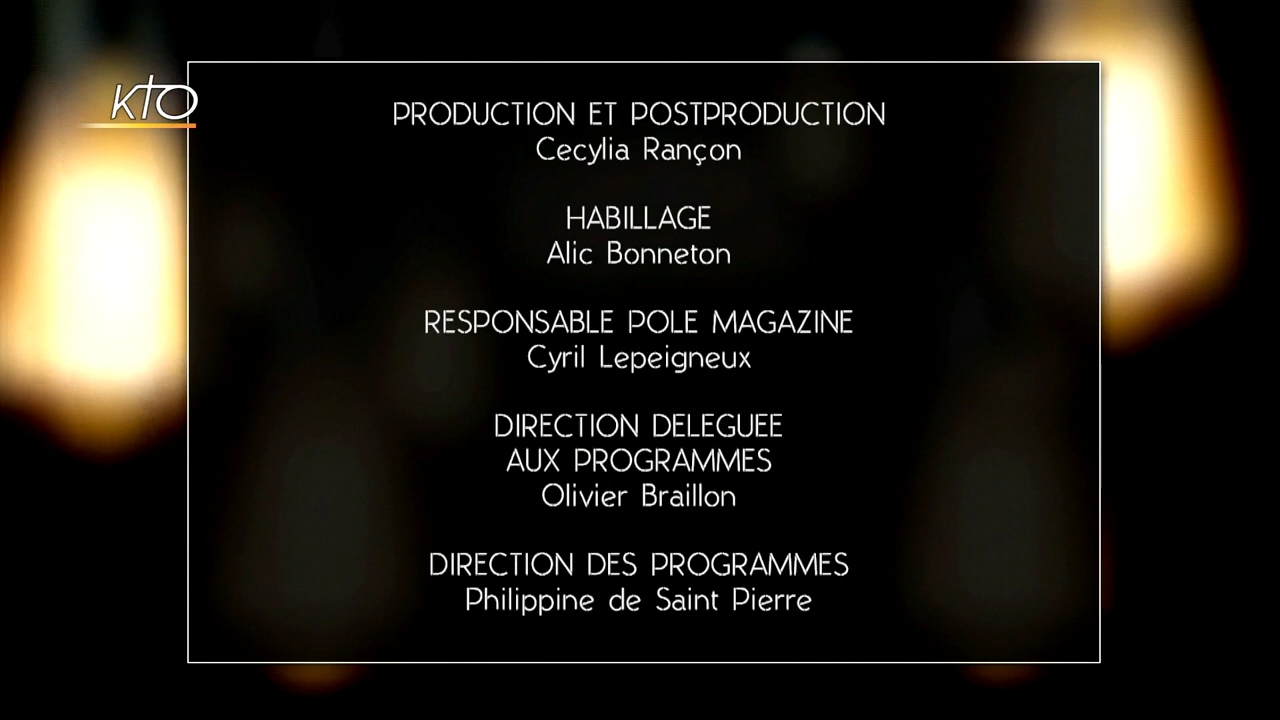 kto
PRODUCTION ET POSTPRODUCTION
Cecylia Rançon
HABILLAGE
Alic Bonneton
RESPONSABLE POLE MAGAZINE
Cyril Lepeigneux
DIRECTION DELEGUEE
AUX PROGRAMMES
Olivier Braillon
DIRECTION DES PROGRAMMES
Philippine de Saint Pierre